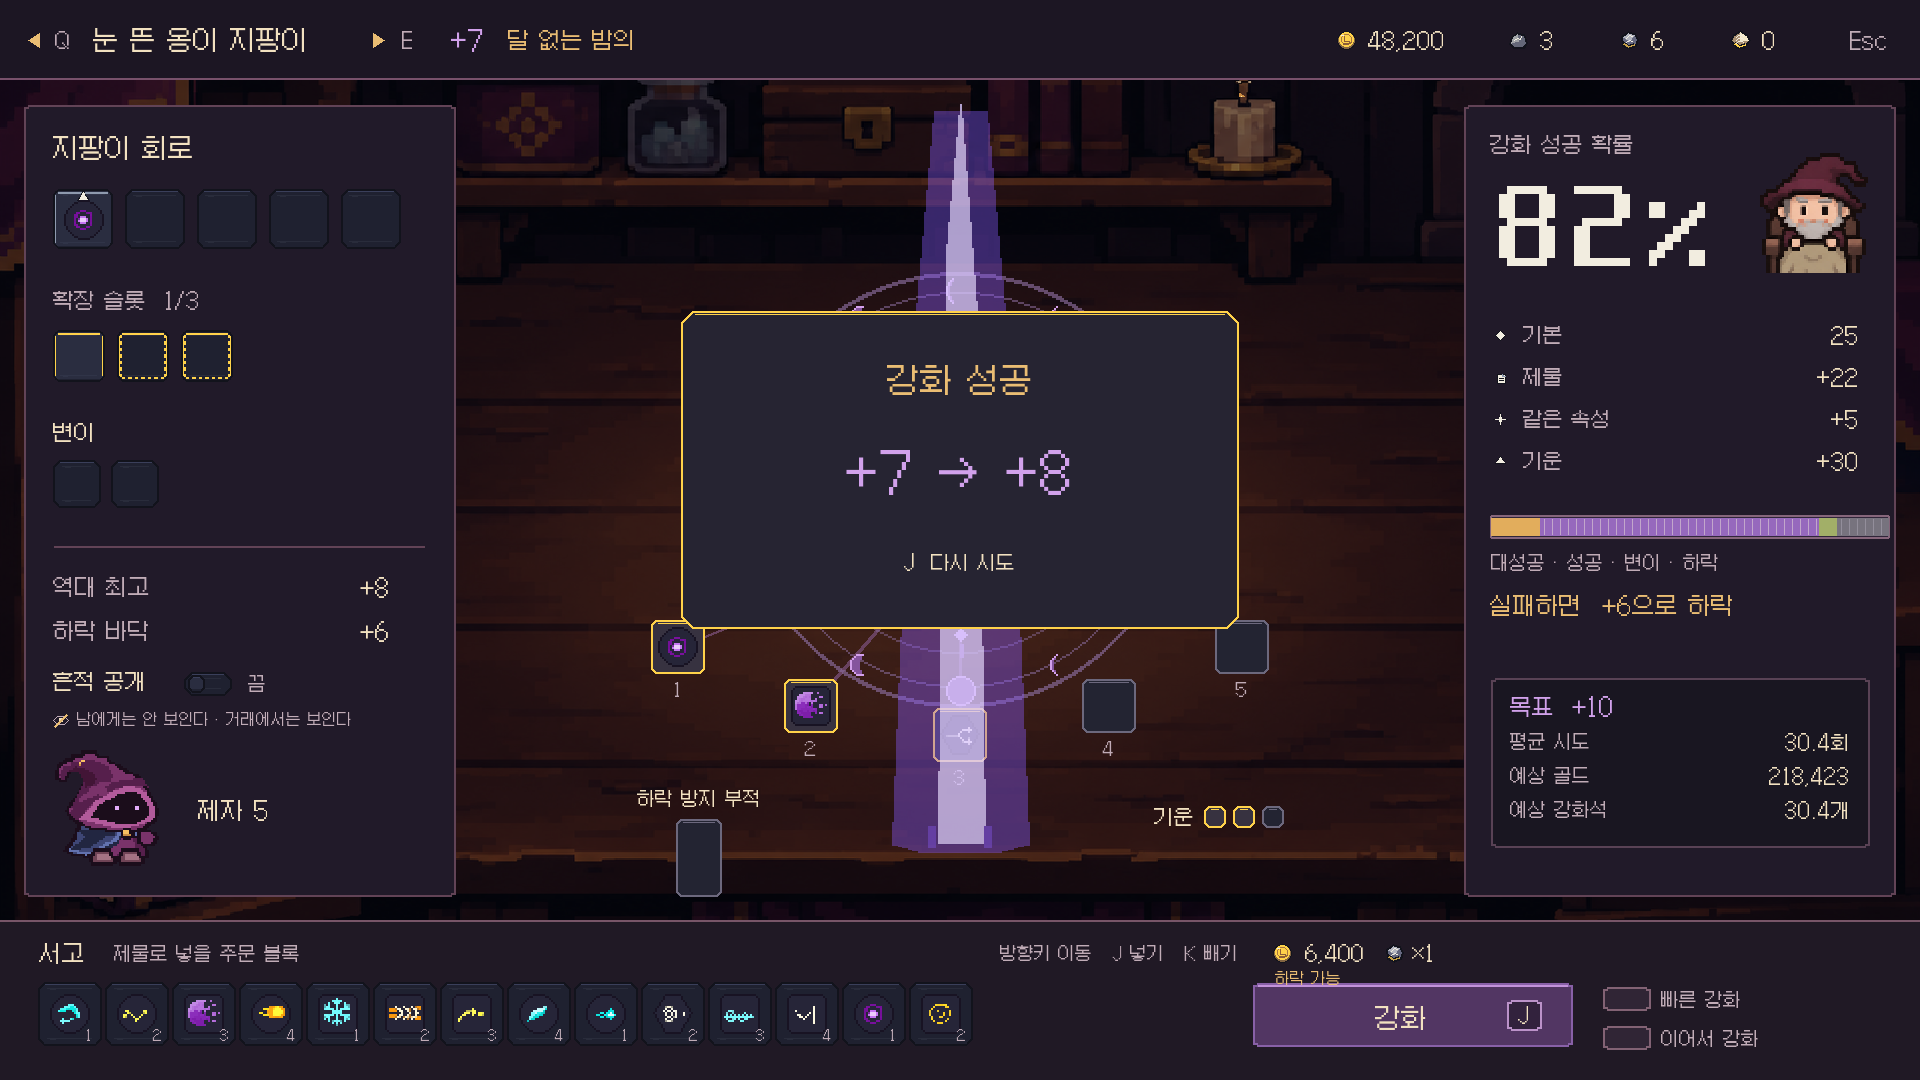 Q 눈 뜬 옹이 지팡이 E +7 달 없는 밤의 48,200 3 6 0 Esc
지팡이 회로
확장 슬롯 1/3
변이
역대 최고 +8
하락 바닥 +6
흔적 공개 끔
남에게는 안 보인다 · 거래에서는 보인다
제자 5
강화 성공
+7 → +8
J 다시 시도
1
2
3
4
5
하락 방지 부적
기운
강화 성공 확률
82%
기본 25
제물 +22
같은 속성 +5
기운 +30
대성공 · 성공 · 변이 · 하락
실패하면 +6으로 하락
목표 +10
평균 시도 30.4회
예상 골드 218,423
예상 강화석 30.4개
서고 제물로 넣을 주문 블록
방향키 이동 J 넣기 K 빼기
6,400 ×1
하락 가능
강화 J
빠른 강화
이어서 강화
1 2 3 4 1 2 3 4 1 2 3 4 1 2